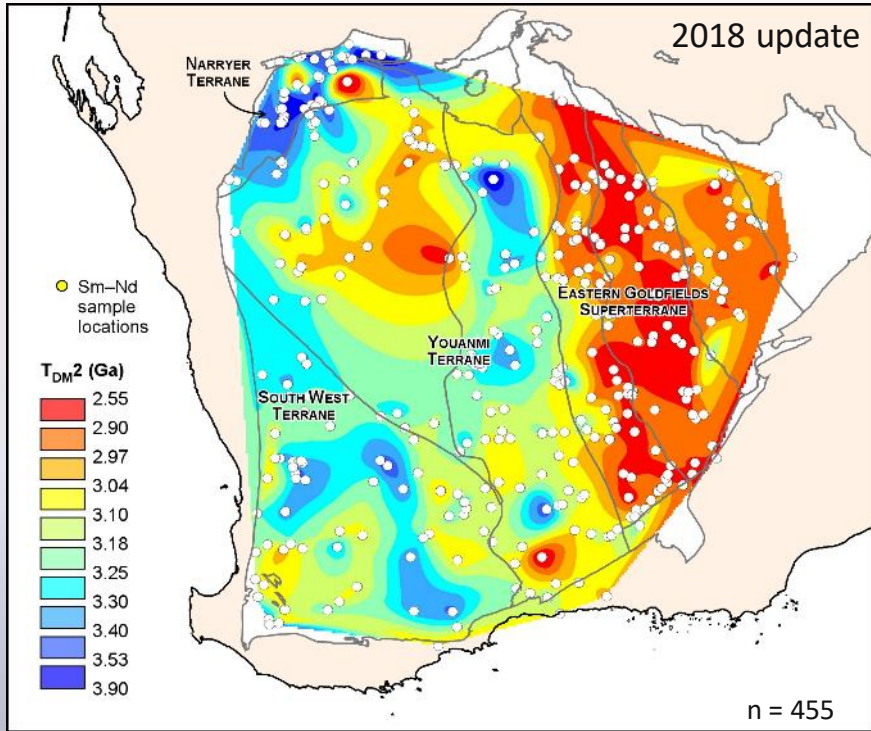 2018 update
NARRYER
TERRANE
Sm–Nd
sample
locations
EASTERN GOLDFIELDS
SUPERTERRANE
YOUANMI
TERRANE
SOUTH WEST
TERRANE
TDM2 (Ga)
2.55
2.90
2.97
3.04
3.10
3.18
3.25
3.30
3.40
3.53
3.90
n = 455